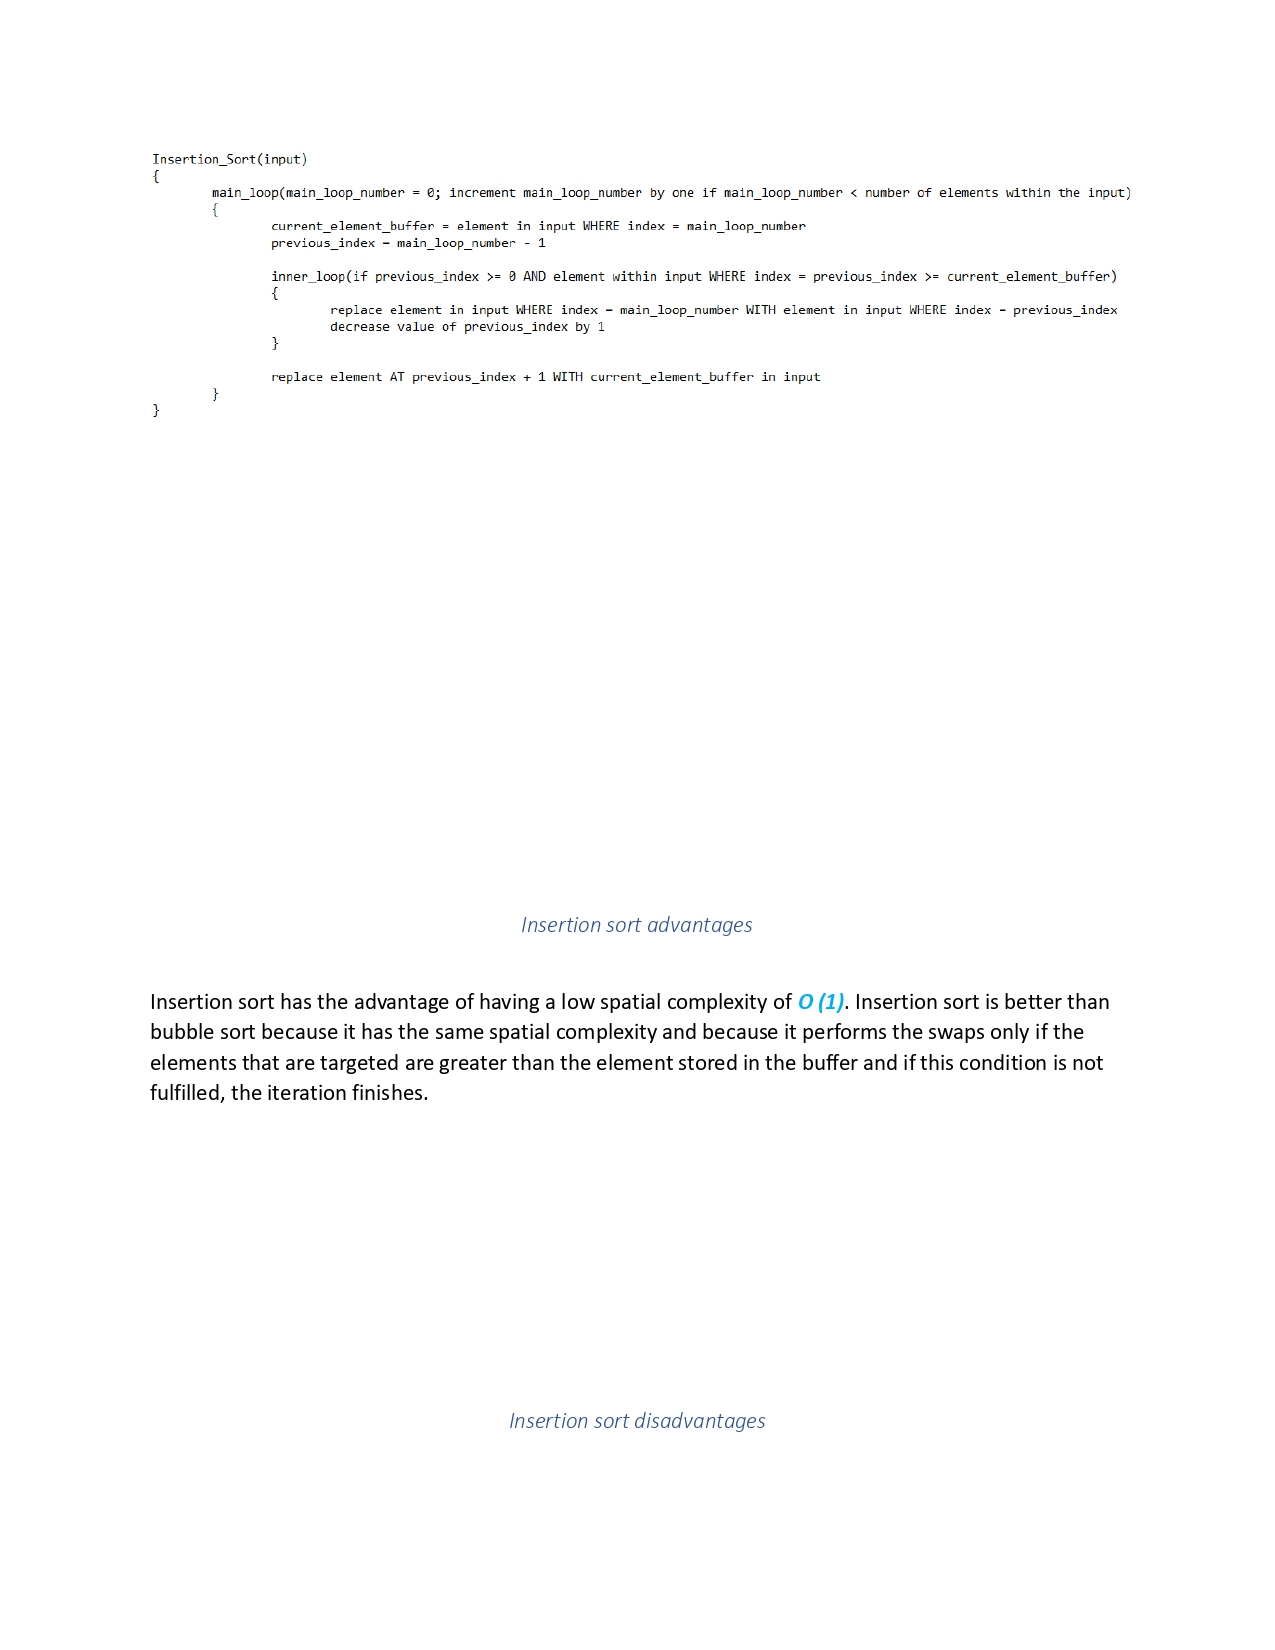 Insertion_Sort(input)
{
main_loop(main_loop_number = 0; increment main_loop_number by one if main_loop_number < number of elements within the input)
{
current_element_buffer = element in input WHERE index = main_loop_number
previous_index = main_loop_number - 1
inner_loop(if previous_index >= 0 AND element within input WHERE index = previous_index >= current_element_buffer)
{
replace element in input WHERE index = main_loop_number WITH element in input WHERE index = previous_index
decrease value of previous_index by 1
}
replace element AT previous_index + 1 WITH current_element_buffer in input
}
}
Insertion sort advantages
Insertion sort has the advantage of having a low spatial complexity of O (1). Insertion sort is better than
bubble sort because it has the same spatial complexity and because it performs the swaps only if the
elements that are targeted are greater than the element stored in the buffer and if this condition is not
fulfilled, the iteration finishes.
Insertion sort disadvantages